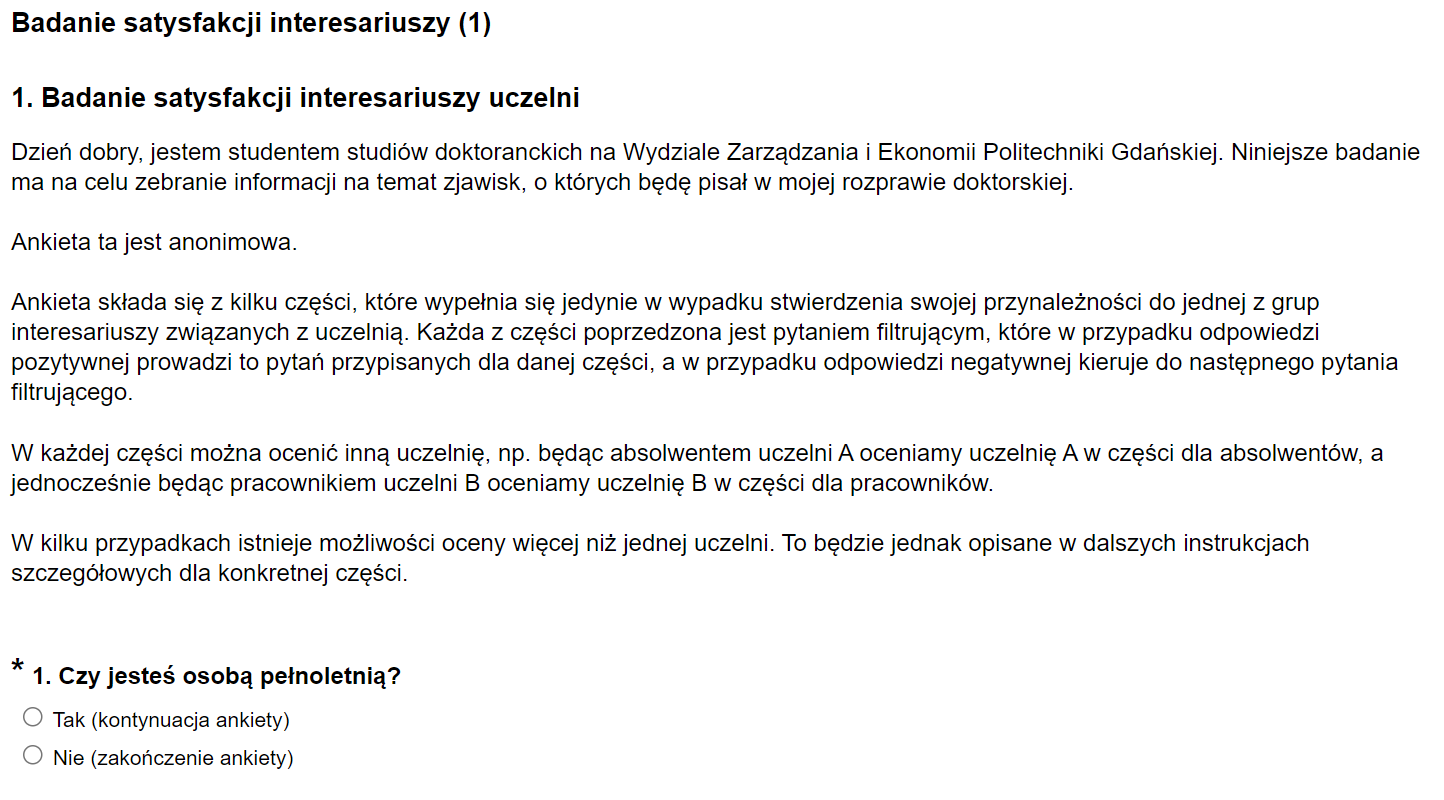 Badanie satysfakcji interesariuszy (1)
1. Badanie satysfakcji interesariuszy uczelni
Dzień dobry, jestem studentem studiów doktoranckich na Wydziale Zarządzania i Ekonomii Politechniki Gdańskiej. Niniejsze badanie
ma na celu zebranie informacji na temat zjawisk, o których będę pisał w mojej rozprawie doktorskiej.
Ankieta ta jest anonimowa.
Ankieta składa się z kilku części, które wypełnia się jedynie w wypadku stwierdzenia swojej przynależności do jednej z grup
interesariuszy związanych z uczelnią. Każda z części poprzedzona jest pytaniem filtrującym, które w przypadku odpowiedzi
pozytywnej prowadzi to pytań przypisanych dla danej części, a w przypadku odpowiedzi negatywnej kieruje do następnego pytania
filtrującego.
W każdej części można ocenić inną uczelnię, np. będąc absolwentem uczelni A oceniamy uczelnię A w części dla absolwentów, a
jednocześnie będąc pracownikiem uczelni B oceniamy uczelnię B w części dla pracowników.
W kilku przypadkach istnieje możliwości oceny więcej niż jednej uczelni. To będzie jednak opisane w dalszych instrukcjach
szczegółowych dla konkretnej części.
* 1. Czy jesteś osobą pełnoletnią?
Tak (kontynuacja ankiety)
Nie (zakończenie ankiety)